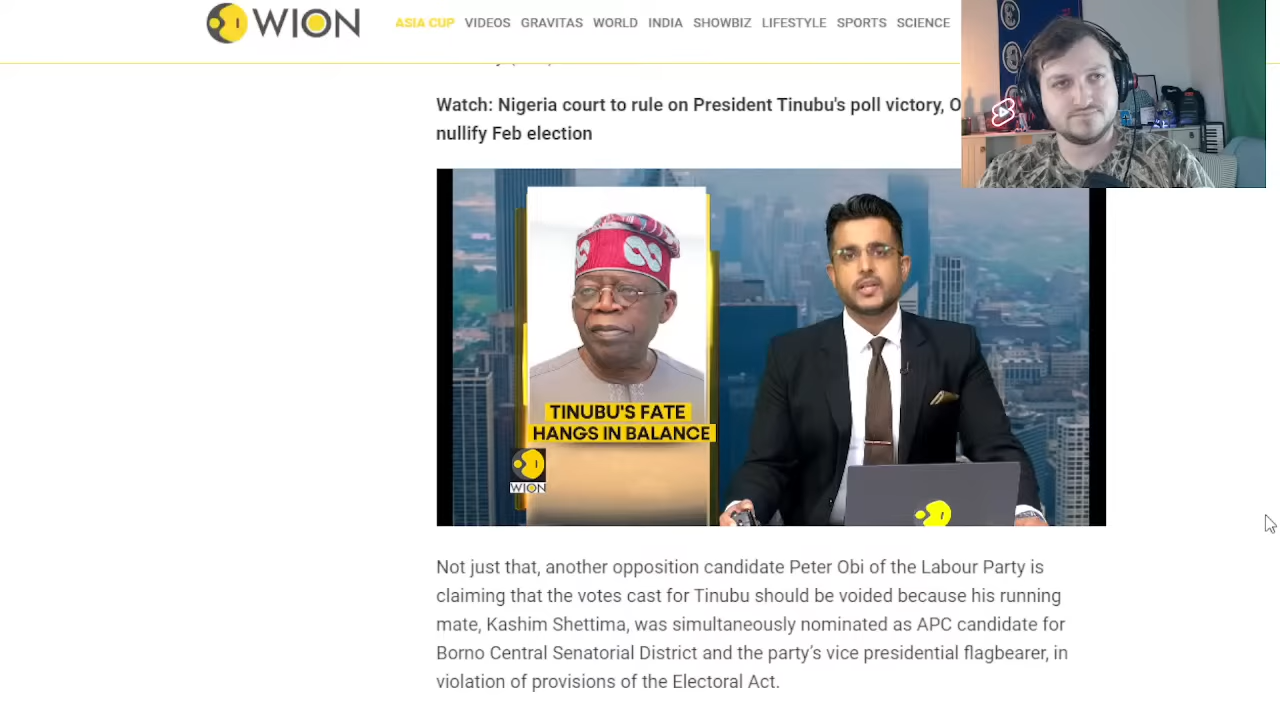 WION
ASIA CUP VIDEOS GRAVITAS WORLD INDIA SHOWBIZ LIFESTYLE SPORTS SCIENCE
Watch: Nigeria court to rule on President Tinubu's poll victory, O
nullify Feb election
TINUBU'S FATE
HANGS IN BALANCE
WION
Not just that, another opposition candidate Peter Obi of the Labour Party is
claiming that the votes cast for Tinubu should be voided because his running
mate, Kashim Shettima, was simultaneously nominated as APC candidate for
Borno Central Senatorial District and the party’s vice presidential flagbearer, in
violation of provisions of the Electoral Act.